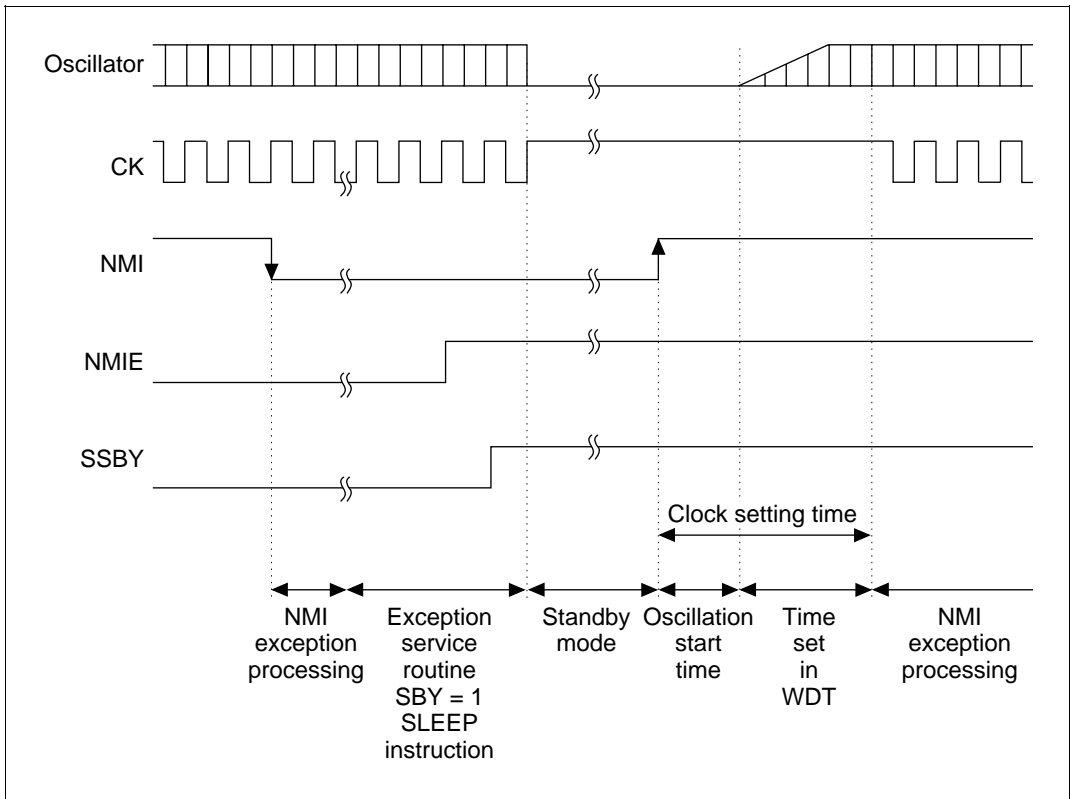 Oscillator
CK
NMI
NMIE
SSBY
Clock setting time
NMI
exception
processing
Exception
service
routine
SBY = 1
SLEEP
instruction
Standby
mode
Oscillation
start
time
Time
set
in
WDT
NMI
exception
processing